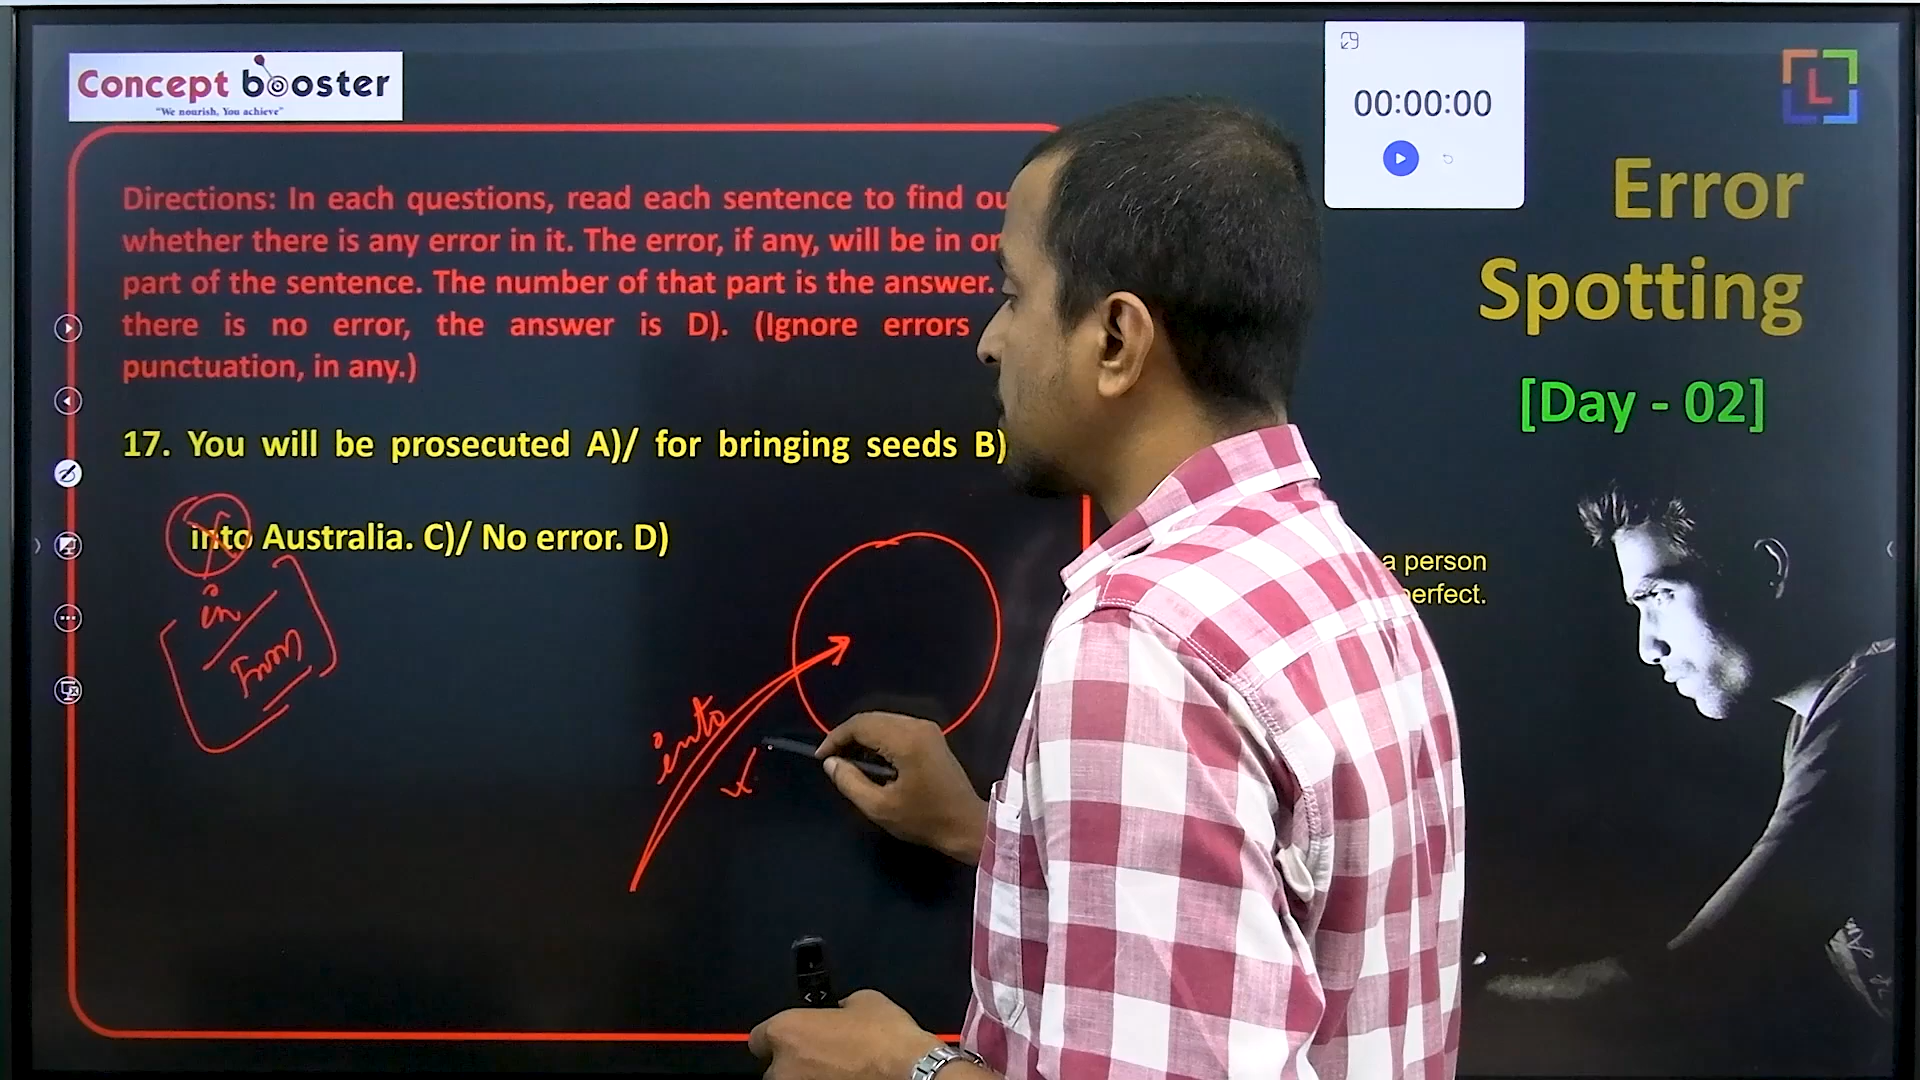 Concept booster
"We nourish, You achieve"
00:00:00
L
Error
Spotting
[Day - 02]
Directions: In each questions, read each sentence to find
whether there is any error in it. The error, if any, will be in
part of the sentence. The number of that part is the answer.
there is no error, the answer is D). (Ignore errors
punctuation, in any.)
17. You will be prosecuted A)/ for bringing seeds B)
into Australia. C)/ No error. D)
in
From
into
a person
perfect.